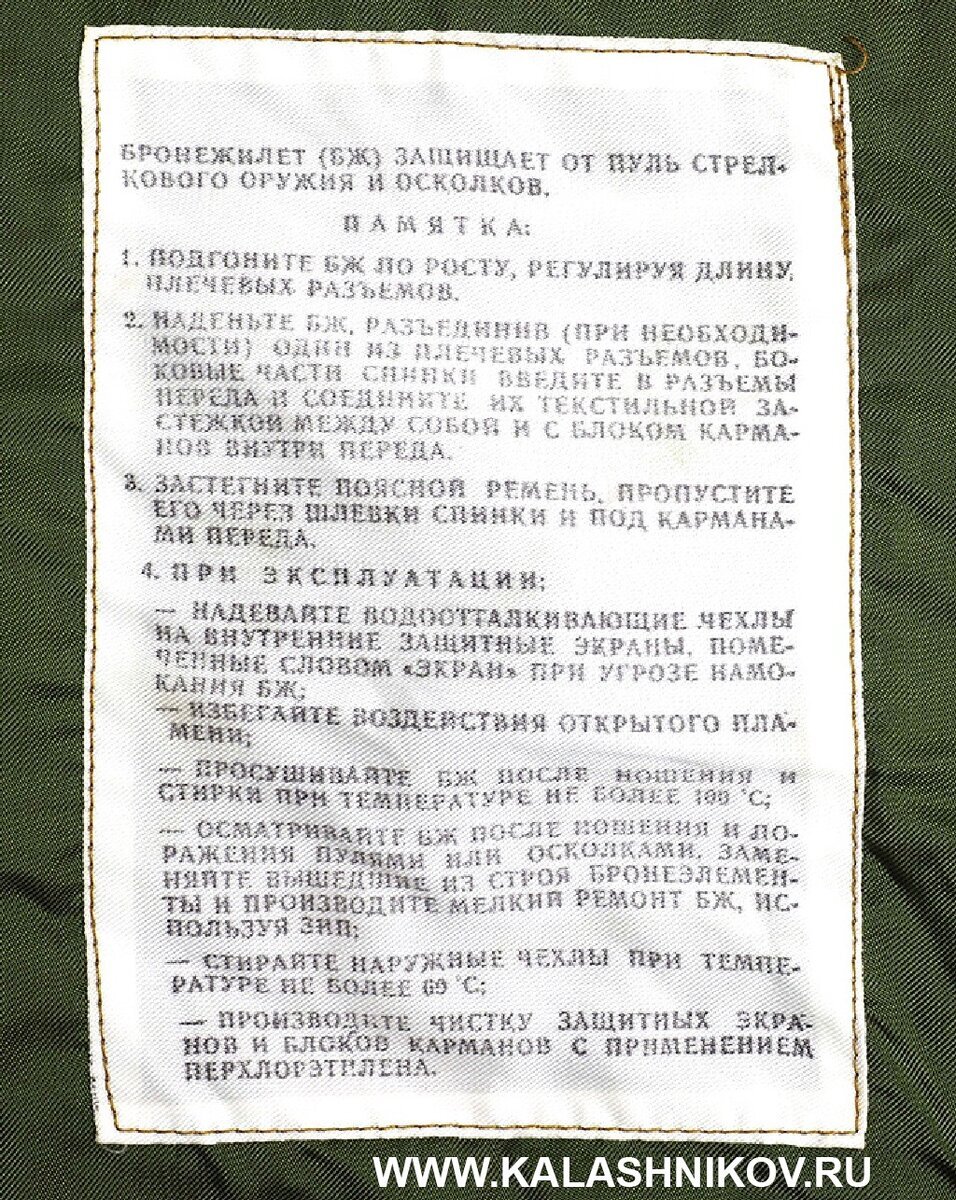 БРОНЕЖИЛЕТ (БЖ) ЗАЩИЩАЕТ ОТ ПУЛЬ СТРЕЛ-
КОВОГО ОРУЖИЯ И ОСКОЛКОВ.
ПАМЯТКА:
1. ПОДГОНИТЕ БЖ ПО РОСТУ, РЕГУЛИРУЯ ДЛИНУ
ПЛЕЧЕВЫХ РАЗЪЕМОВ.
2. НАДЕНЬТЕ БЖ, РАЗЪЕДИНИВ (ПРИ НЕОБХОДИ-
МОСТИ) ОДИН ИЗ ПЛЕЧЕВЫХ РАЗЪЕМОВ, БО-
КОВЫЕ ЧАСТИ СПИНКИ ВВЕДИТЕ В РАЗЪЕМЫ
ПЕРЕДА И СОЕДИНИТЕ ИХ ТЕКСТИЛЬНОЙ ЗА-
СТЕЖКОЙ МЕЖДУ СОБОЙ И С БЛОКОМ КАРМА-
НОВ ВНУТРИ ПЕРЕДА.
3. ЗАСТЕГНИТЕ ПОЯСНОЙ РЕМЕНЬ, ПРОПУСТИТЕ
ЕГО ЧЕРЕЗ ШЛЕВКИ СПИНКИ И ПОД КАРМАНА-
МИ ПЕРЕДА.
4. ПРИ ЭКСПЛУАТАЦИИ:
— НАДЕВАЙТЕ ВОДООТТАЛКИВАЮЩИЕ ЧЕХЛЫ
НА ВНУТРЕННИЕ ЗАЩИТНЫЕ ЭКРАНЫ, ПОМЕ-
ЧЕННЫЕ СЛОВОМ «ЭКРАН» ПРИ УГРОЗЕ НАМО-
КАНИЯ БЖ;
— ИЗБЕГАЙТЕ ВОЗДЕЙСТВИЯ ОТКРЫТОГО ПЛА-
МЕНИ;
— ПРОСУШИВАЙТЕ БЖ ПОСЛЕ НОШЕНИЯ И
СТИРКИ ПРИ ТЕМПЕРАТУРЕ НЕ БОЛЕЕ 100 °С;
— ОСМАТРИВАЙТЕ БЖ ПОСЛЕ НОШЕНИЯ И ПО-
РАЖЕНИЯ ПУЛЯМИ ИЛИ ОСКОЛКАМИ, ЗАМЕ-
НЯЙТЕ ВЫШЕДШИЕ ИЗ СТРОЯ БРОНЕЭЛЕМЕН-
ТЫ И ПРОИЗВОДИТЕ МЕЛКИЙ РЕМОНТ БЖ, ИС-
ПОЛЬЗУЯ ЗИП;
— СТИРАЙТЕ НАРУЖНЫЕ ЧЕХЛЫ ПРИ ТЕМПЕ-
РАТУРЕ НЕ БОЛЕЕ 60 °С;
— ПРОИЗВОДИТЕ ЧИСТКУ ЗАЩИТНЫХ ЭКРА-
НОВ И БЛОКОВ КАРМАНОВ С ПРИМЕНЕНИЕМ
ПЕРХЛОРЭТИЛЕНА.
WWW.KALASHNIKOV.RU